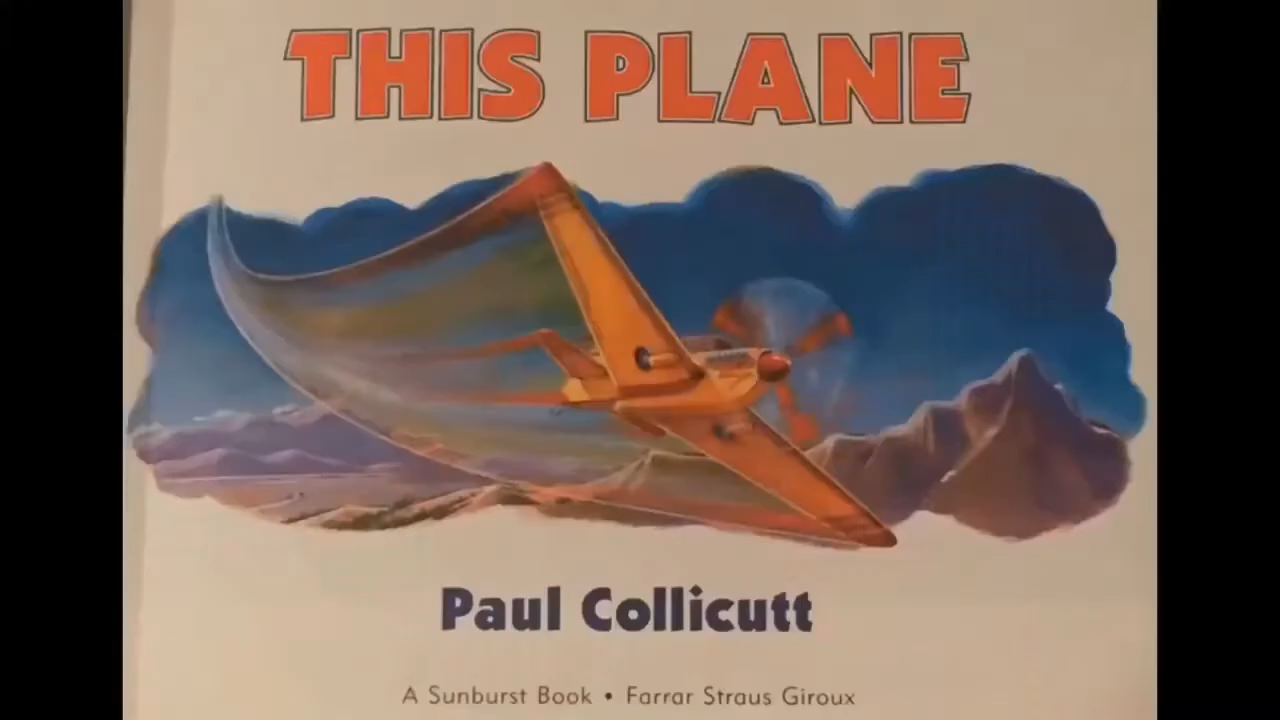 THIS PLANE
Paul Collicutt
A Sunburst Book • Farrar Straus Giroux